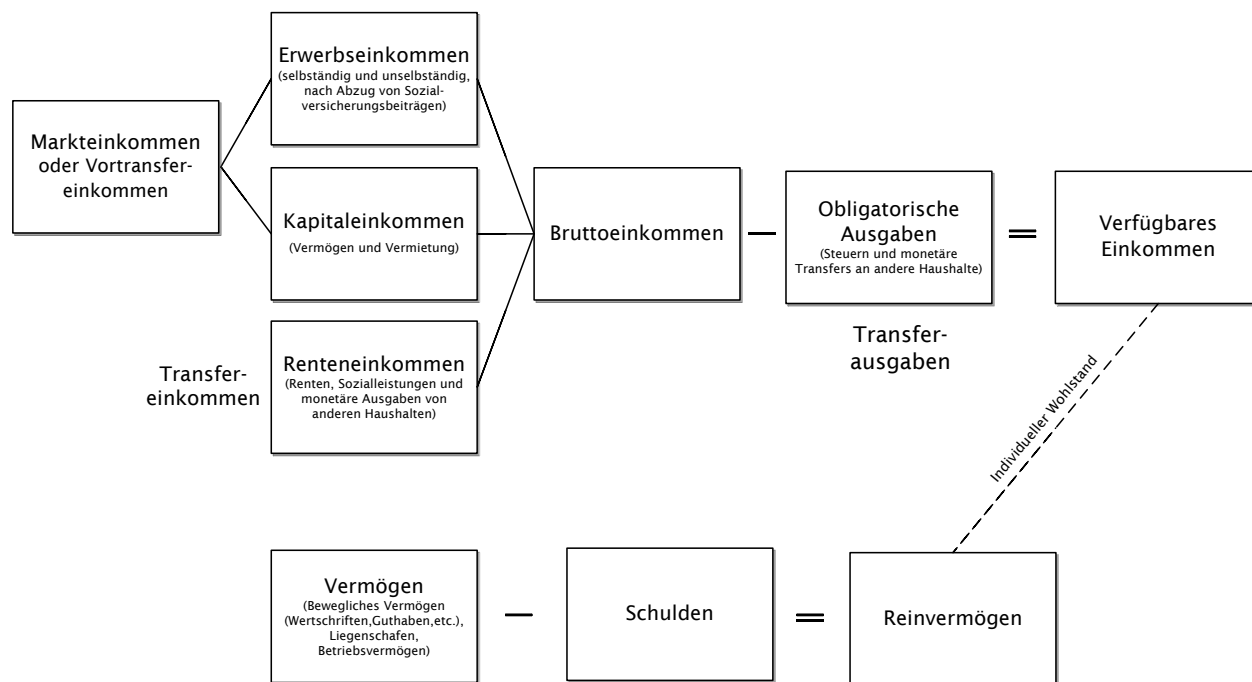 Erwerbseinkommen
(selbständig und unselbständig,
nach Abzug von Sozial-
versicherungsbeiträgen)
Markteinkommen
oder Vortransfer-
einkommen
Kapitaleinkommen
(Vermögen und Vermietung)
Bruttoeinkommen
—
Obligatorische
Ausgaben
(Steuern und monetäre
Transfers an andere Haushalte)
=
Verfügbares
Einkommen
Transfer-
ausgaben
Transfer-
einkommen
Renteneinkommen
(Renten, Sozialleistungen und
monetäre Ausgaben von
anderen Haushalten)
Individueller Wohlstand
Vermögen
(Bewegliches Vermögen
(Wertschriften,Guthaben,etc.),
Liegenschafen,
Betriebsvermögen)
—
Schulden
=
Reinvermögen